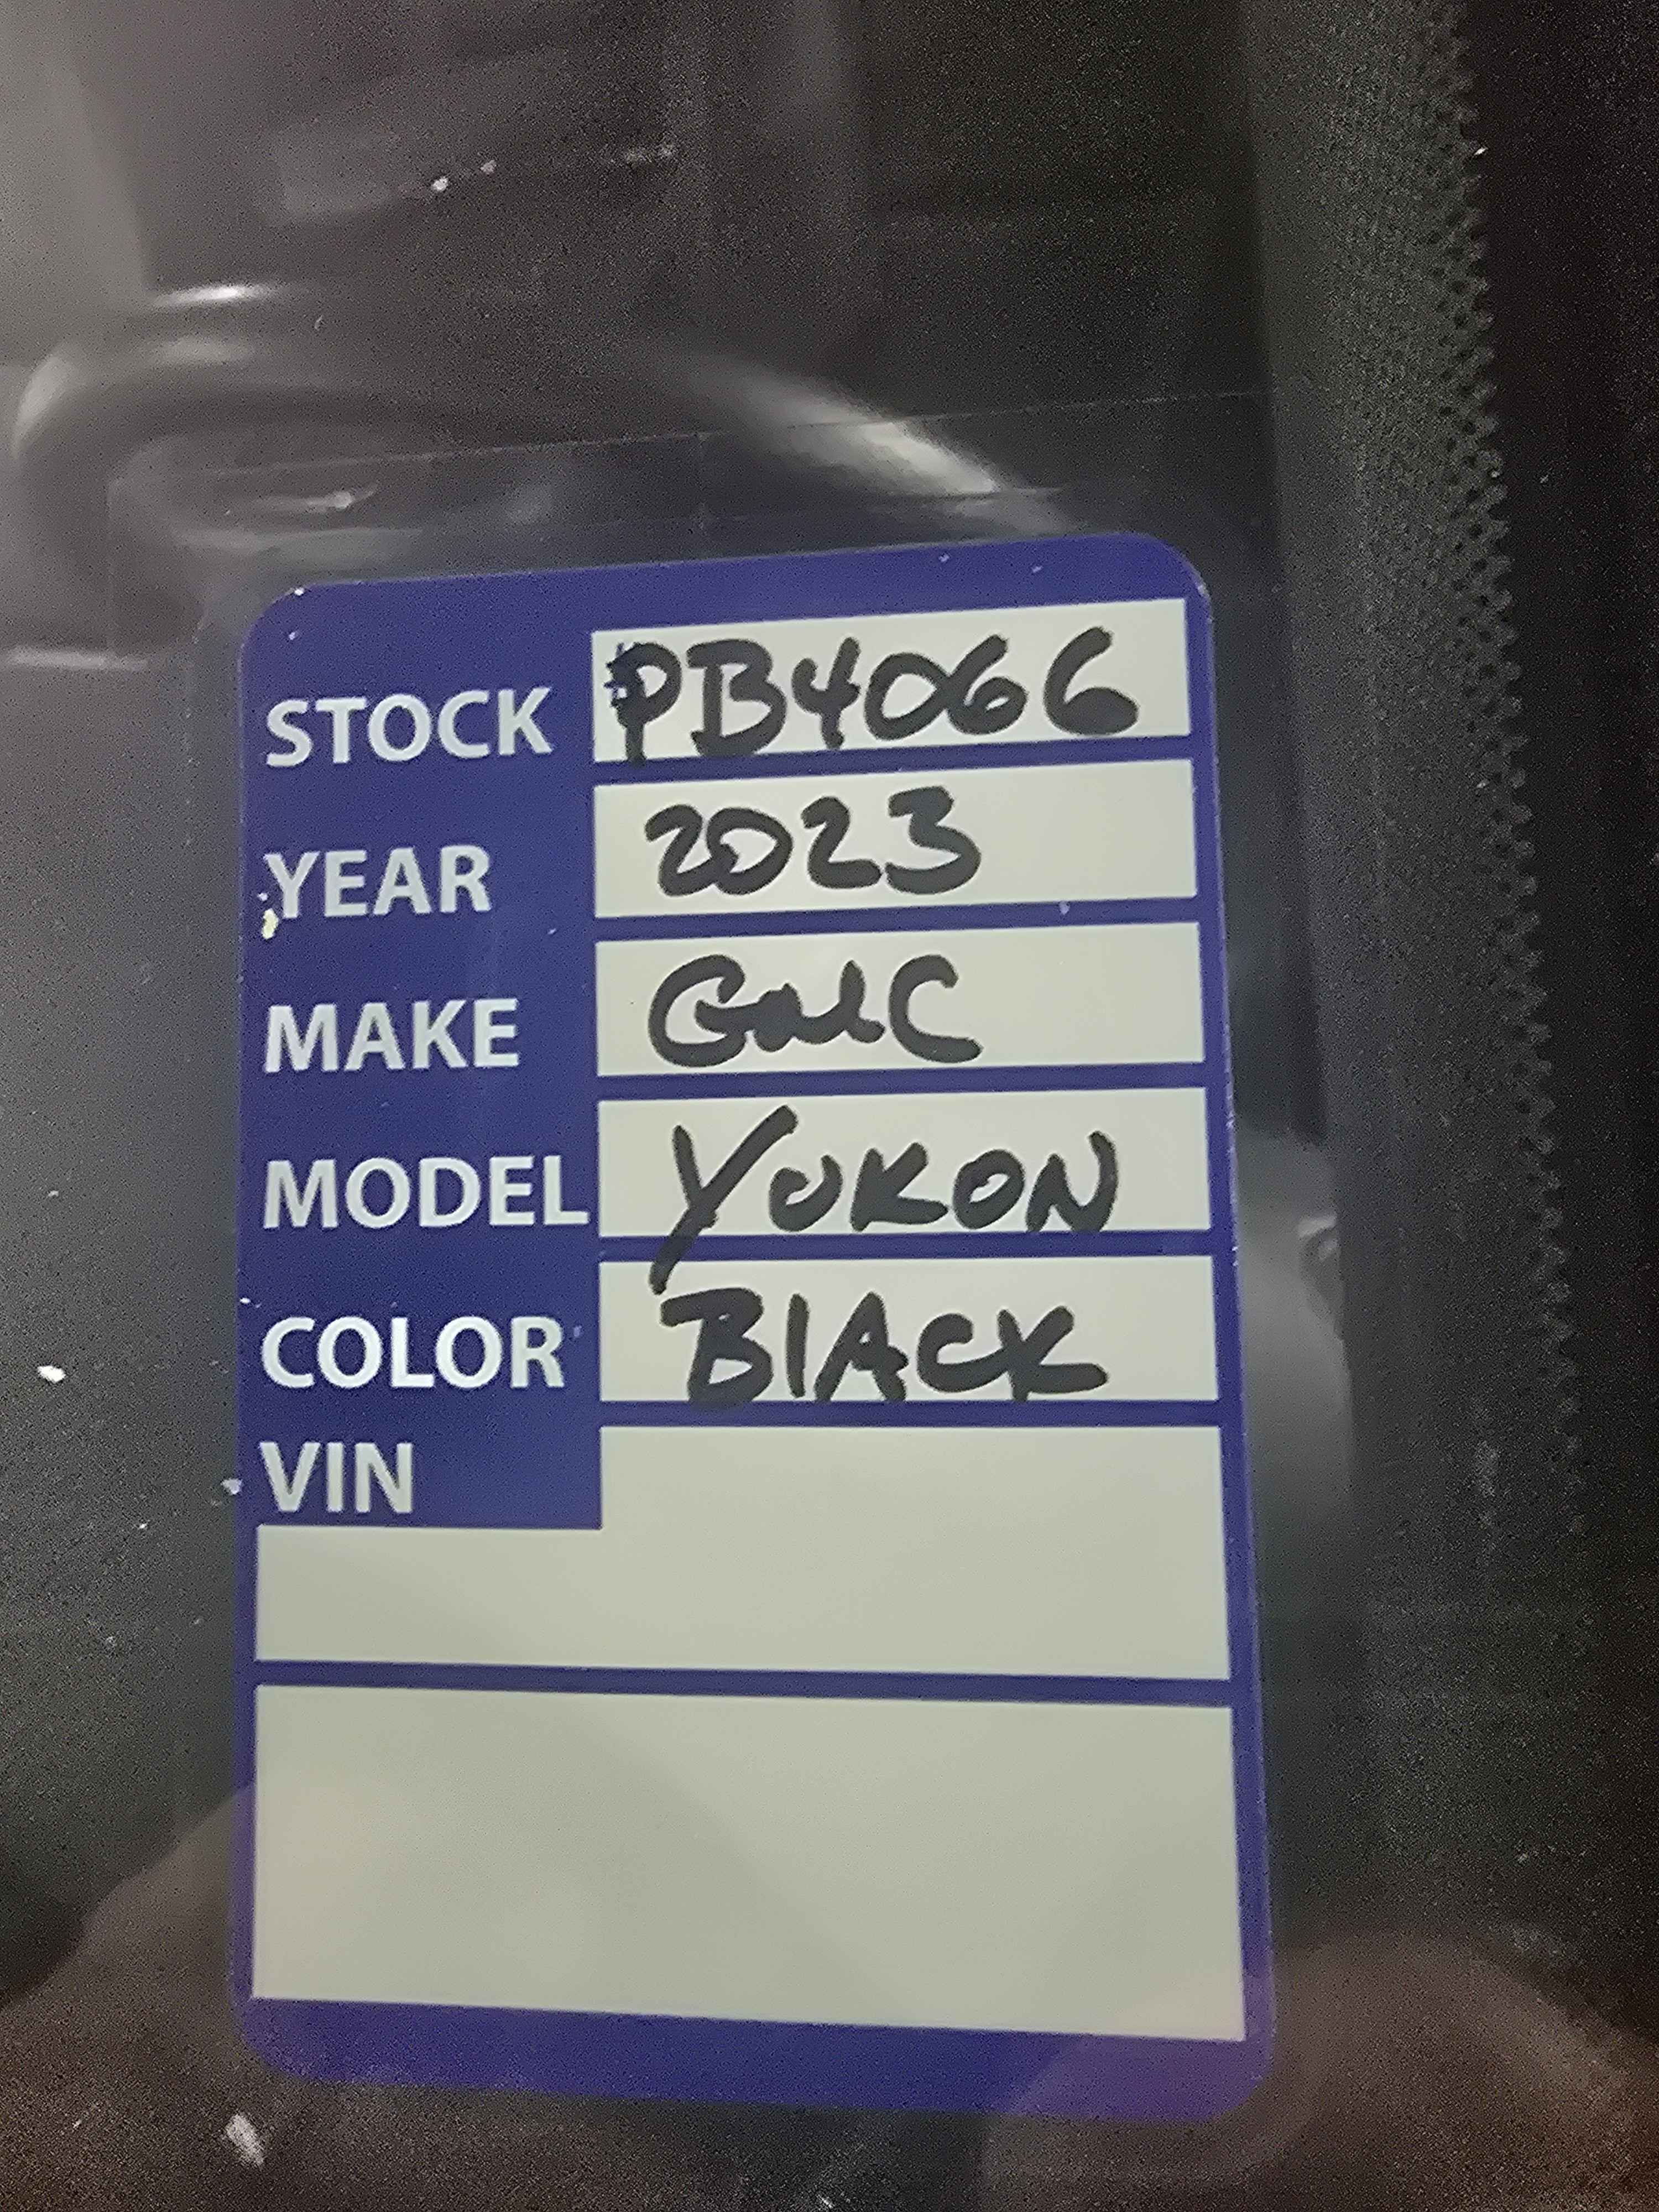 STOCK PB4066
YEAR 2023
MAKE GMC
MODEL YUKON
COLOR BlACK
VIN